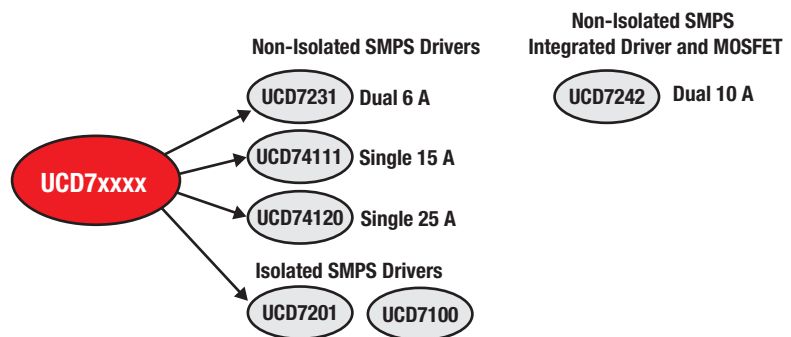 Non-Isolated SMPS Drivers
Non-Isolated SMPS
Integrated Driver and MOSFET
UCD7xxxx
UCD7231 Dual 6 A
UCD7242 Dual 10 A
UCD74111 Single 15 A
UCD74120 Single 25 A
Isolated SMPS Drivers
UCD7201
UCD7100